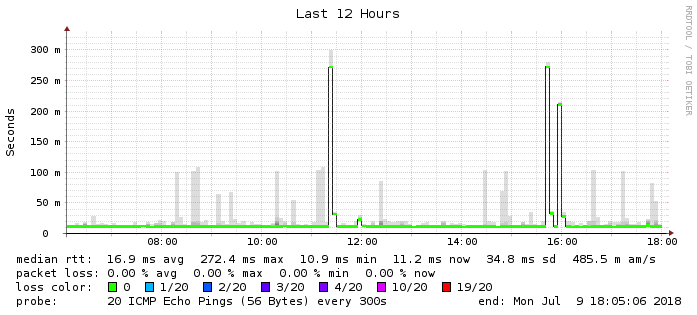 Last 12 Hours
RRDTOOL / TOBI OETIKER
Seconds
300 m
250 m
200 m
150 m
100 m
50 m
0
08:00 10:00 12:00 14:00 16:00 18:00
median rtt: 16.9 ms avg 272.4 ms max 10.9 ms min 11.2 ms now 34.8 ms sd 485.5 m am/s
packet loss: 0.00 % avg 0.00 % max 0.00 % min 0.00 % now
loss color: 0 1/20 2/20 3/20 4/20 10/20 19/20
probe: 20 ICMP Echo Pings (56 Bytes) every 300s end: Mon Jul 9 18:05:06 2018